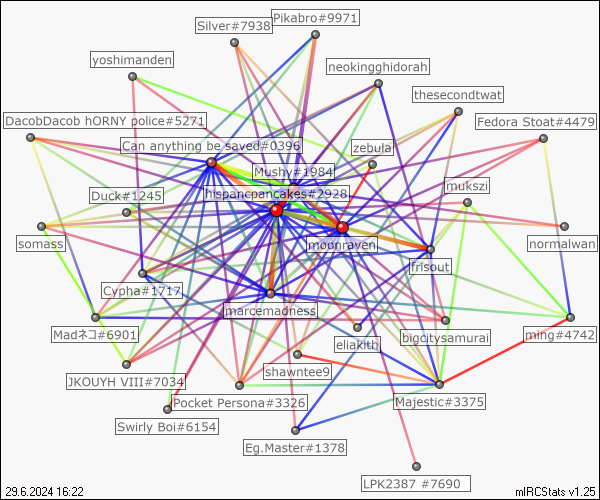 Pikabro#9971
Silver#7938
yoshimanden
neokingghidorah
thesecondtwat
DacobDacob hORNY police#5271
Fedora Stoat#4479
Can anything be saved#0396
zebula
Mushy#1984
mukszi
Duck#1245
hispancpancakes#2928
somass
moonraven
normalwan
frisout
Cypha#1717
jmarcemadness
Madネコ#6901
eliakith
bigcitysamurai
ming#4742
shawntee9
JKOUYH VIII#7034
Pocket Persona#3326
Majestic#3375
Swirly Boi#6154
Eg.Master#1378
LPK2387 #7690
29.6.2024 16:22
mIRCStats v1.25